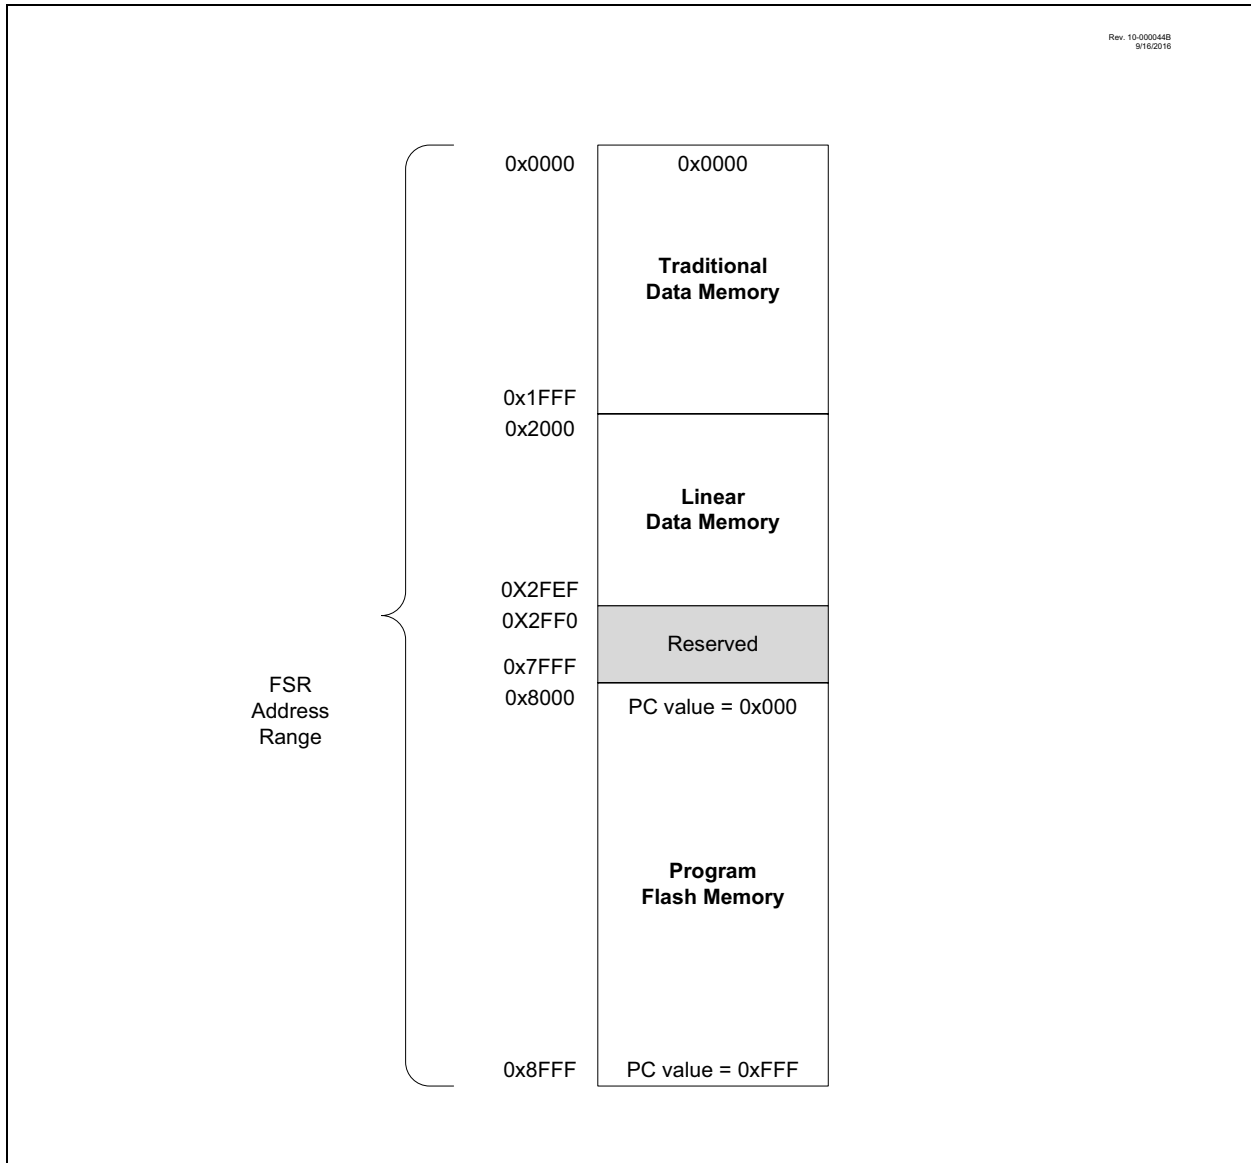 Rev. 10-000044B
9/16/2016
0x0000 0x0000
Traditional
Data Memory
0x1FFF
0x2000
Linear
Data Memory
0X2FEF
0X2FF0
Reserved
0x7FFF
FSR
Address
Range
0x8000
PC value = 0x000
Program
Flash Memory
0x8FFF PC value = 0xFFF